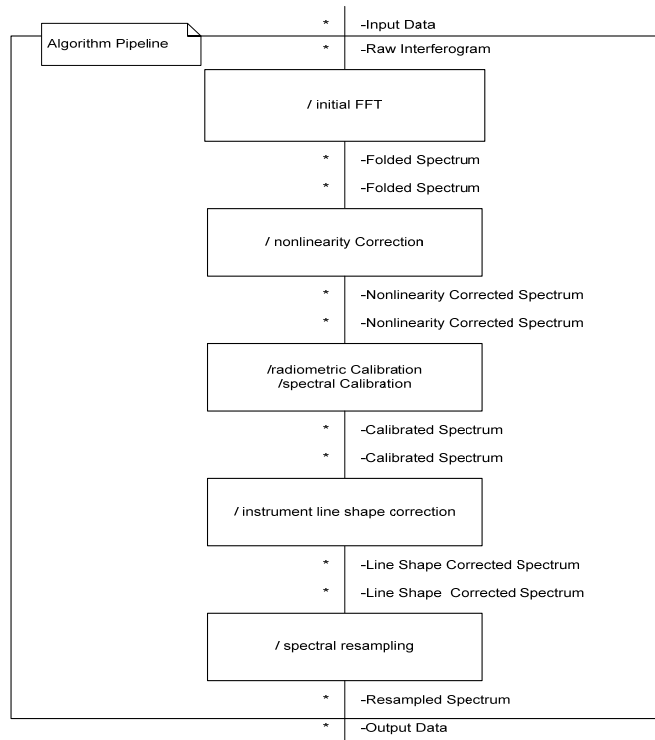 * -Input Data
Algorithm Pipeline
* -Raw Interferogram
/ initial FFT
* -Folded Spectrum
* -Folded Spectrum
/ nonlinearity Correction
* -Nonlinearity Corrected Spectrum
* -Nonlinearity Corrected Spectrum
/radiometric Calibration
/spectral Calibration
* -Calibrated Spectrum
* -Calibrated Spectrum
/ instrument line shape correction
* -Line Shape Corrected Spectrum
* -Line Shape Corrected Spectrum
/ spectral resampling
* -Resampled Spectrum
* -Output Data